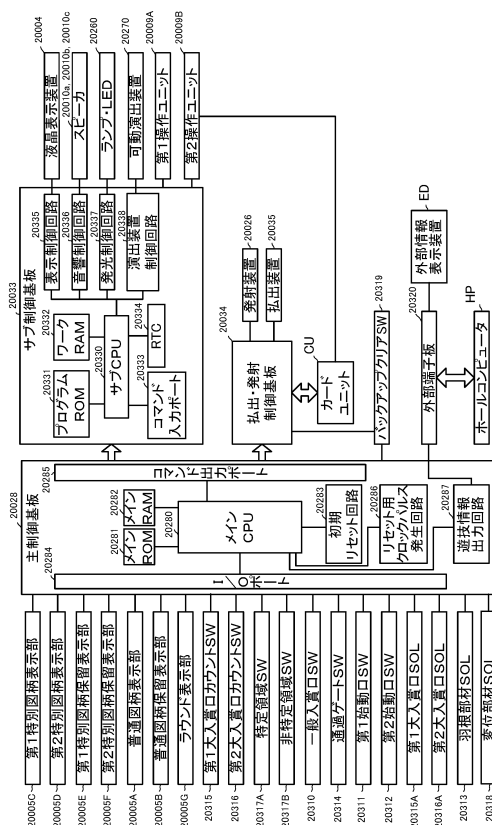 20005C 第1特別図柄表示部
20005D 第2特別図柄表示部
20005E 第1特別図柄保留表示部
20005F 第2特別図柄保留表示部
20005A 普通図柄表示部
20005B 普通図柄保留表示部
20005G ラウンド表示部
20315 第1大入賞口カウントSW
20316 第2大入賞口カウントSW
20317A 特定領域SW
20317B 非特定領域SW
20310 一般入賞口SW
20314 通過ゲートSW
20311 第1始動口SW
20312 第2始動口SW
20315A 第1大入賞口SOL
20316A 第2大入賞口SOL
20313 羽根部材SOL
20318 変位部材SOL
20028
主制御基板
20284
I/Oポート
20281
メイン
ROM
20282
メイン
RAM
20280
メイン
CPU
20283
初期
リセット回路
20286
リセット用
クロックパルス
発生回路
20287
遊技情報
出力回路
20285
コマンド出力ポート
20033
サブ制御基板
20331
プログラム
ROM
20332
ワーク
RAM
20330
サブCPU
20333
コマンド
入力ポート
20334
RTC
20335
表示制御回路
20336
音響制御回路
20337
発光制御回路
20338
演出装置
制御回路
20004
液晶表示装置
20010a, 20010b, 20010c
スピーカ
20260
ランプ・LED
20270
可動演出装置
20009A
第1操作ユニット
20009B
第2操作ユニット
20034
払出・発射
制御基板
20026
発射装置
20035
払出装置
CU
カード
ユニット
20319
バックアップクリアSW
20320
外部端子板
ED
外部情報
表示装置
HP
ホールコンピュータ